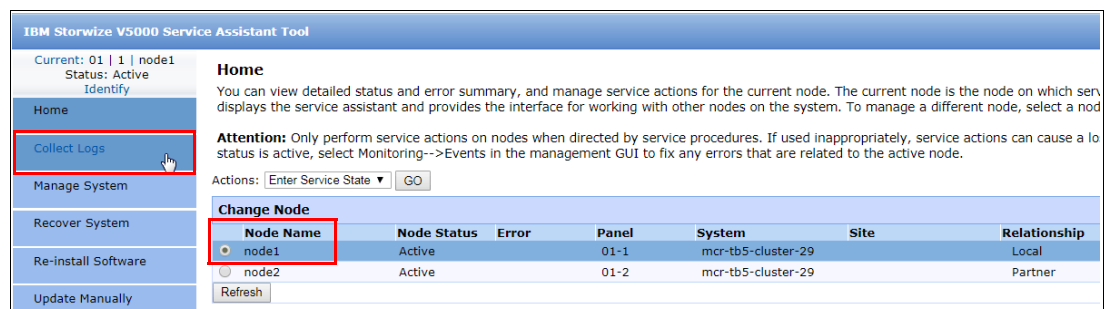 IBM Storwize V5000 Service Assistant Tool
Current: 01 | 1 | node1
Status: Active
Identify
Home
Collect Logs
Manage System
Recover System
Re-install Software
Update Manually
Home
You can view detailed status and error summary, and manage service actions for the current node. The current node is the node on which serv
displays the service assistant and provides the interface for working with other nodes on the system. To manage a different node, select a nod
Attention: Only perform service actions on nodes when directed by service procedures. If used inappropriately, service actions can cause a lo
status is active, select Monitoring-->Events in the management GUI to fix any errors that are related to the active node.
Actions: Enter Service State GO
Change Node
Node Name Node Status Error Panel System Site Relationship
node1 Active 01-1 mcr-tb5-cluster-29 Local
node2 Active 01-2 mcr-tb5-cluster-29 Partner
Refresh